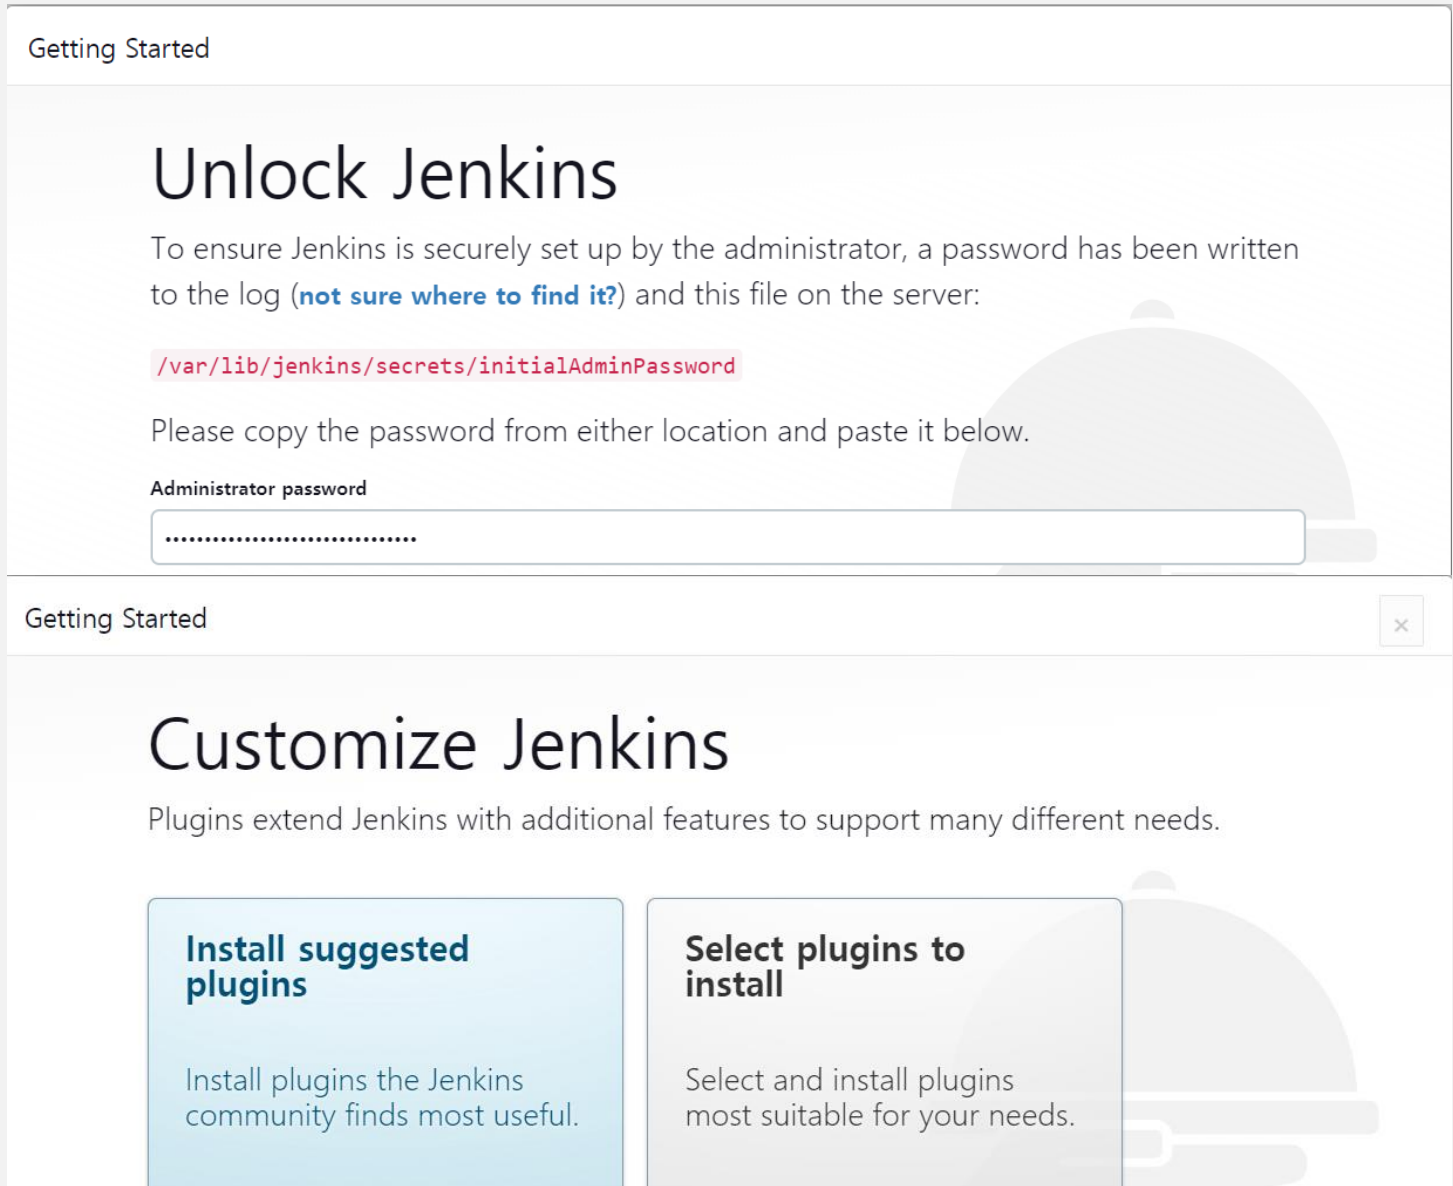 Getting Started
Unlock Jenkins
To ensure Jenkins is securely set up by the administrator, a password has been written
to the log (not sure where to find it?) and this file on the server:
/var/lib/jenkins/secrets/initialAdminPassword
Please copy the password from either location and paste it below.
Administrator password
••••••••••••••••••••••••••••••••
Getting Started
×
Customize Jenkins
Plugins extend Jenkins with additional features to support many different needs.
Install suggested
plugins
Install plugins the Jenkins
community finds most useful.
Select plugins to
install
Select and install plugins
most suitable for your needs.